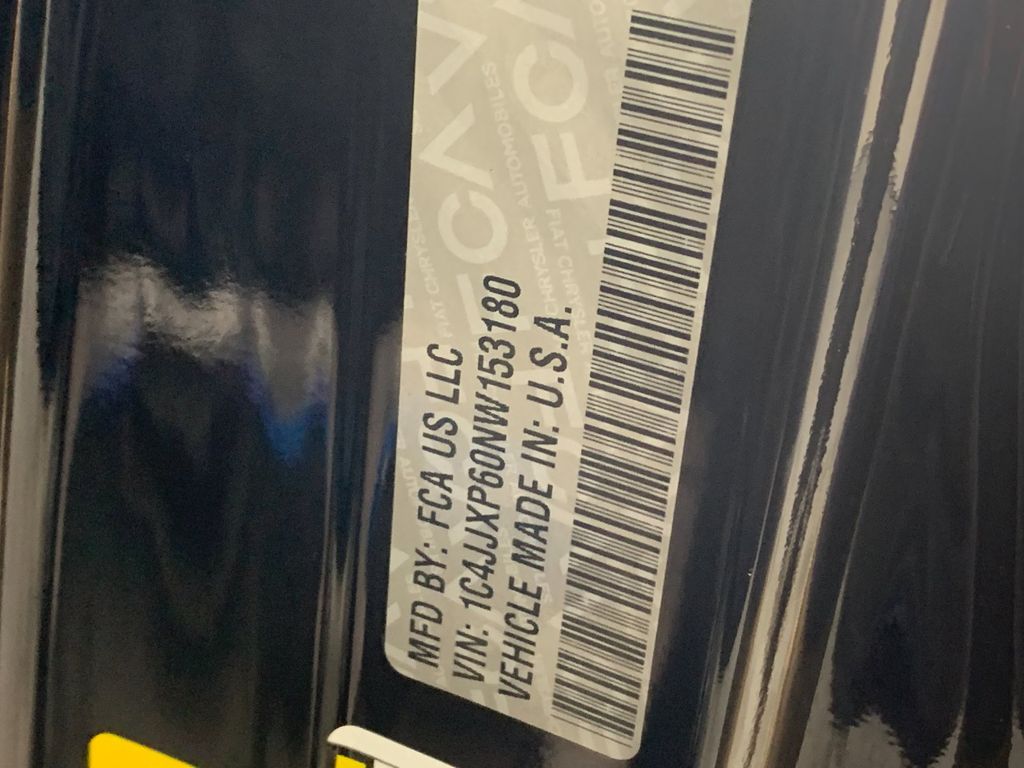 MFD BY: FCA US LLC
VIN: 1C4JJXP60NW153180
VEHICLE MADE IN: U.S.A.